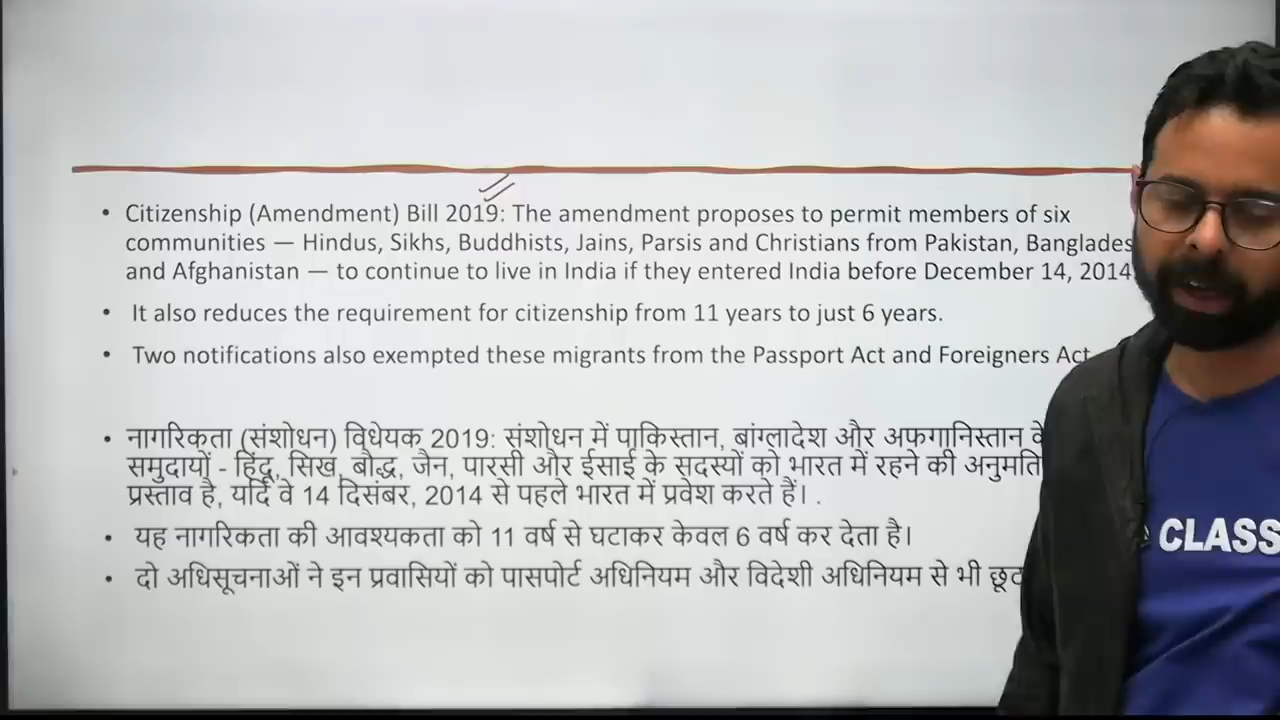 • Citizenship (Amendment) Bill 2019: The amendment proposes to permit members of six
communities — Hindus, Sikhs, Buddhists, Jains, Parsis and Christians from Pakistan, Banglades
and Afghanistan — to continue to live in India if they entered India before December 14, 2014
• It also reduces the requirement for citizenship from 11 years to just 6 years.
• Two notifications also exempted these migrants from the Passport Act and Foreigners Act
• नागरिकता (संशोधन) विधेयक 2019: संशोधन में पाकिस्तान, बांग्लादेश और अफगानिस्तान के
समुदायों - हिंदू, सिख, बौद्ध, जैन, पारसी और ईसाई के सदस्यों को भारत में रहने की अनुमति
प्रस्ताव है, यदि वे 14 दिसंबर, 2014 से पहले भारत में प्रवेश करते हैं। .
• यह नागरिकता की आवश्यकता को 11 वर्ष से घटाकर केवल 6 वर्ष कर देता है।
• दो अधिसूचनाओं ने इन प्रवासियों को पासपोर्ट अधिनियम और विदेशी अधिनियम से भी छूट
CLASS